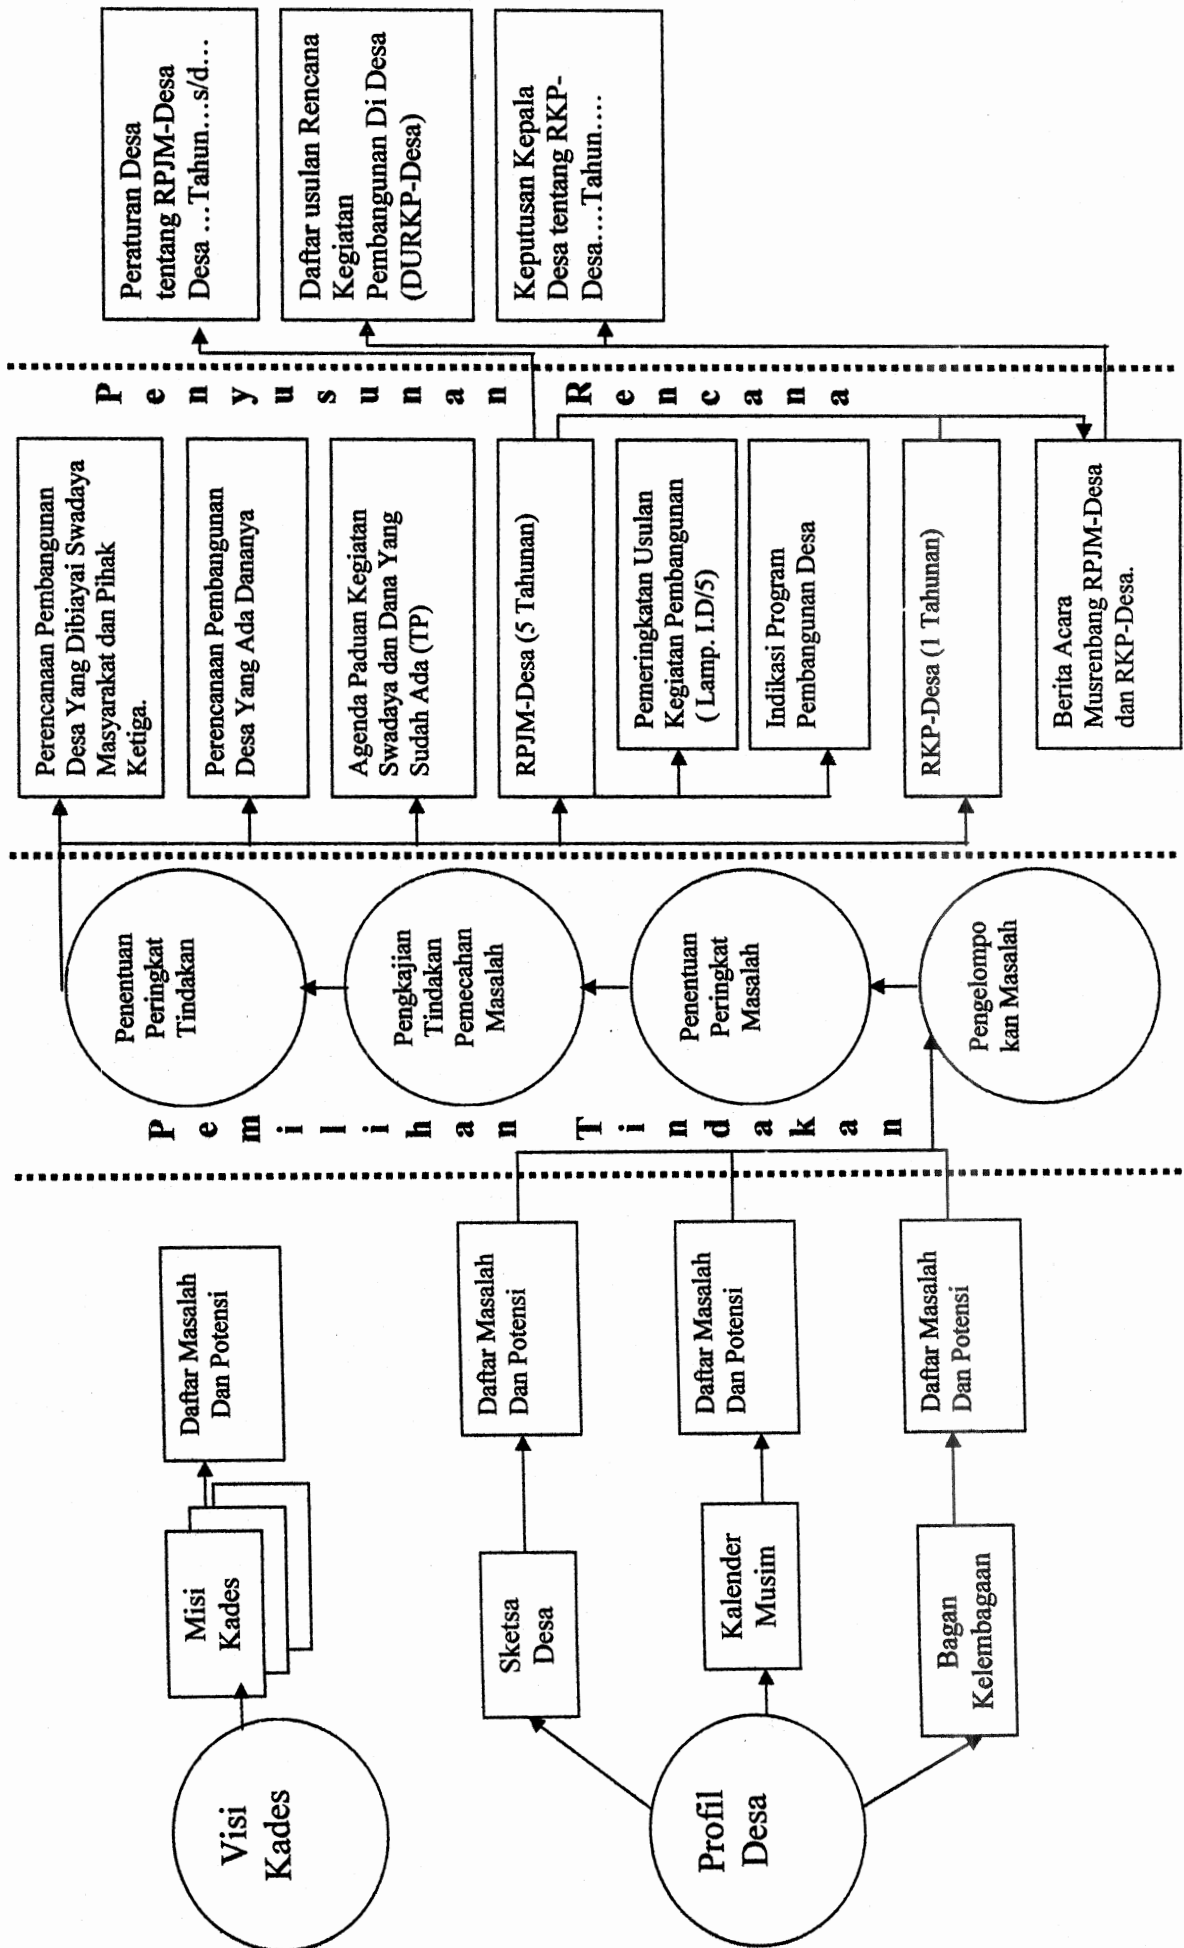 Visi
Kades
Misi
Kades
Daftar Masalah
Dan Potensi
Profil
Desa
Sketsa
Desa
Daftar Masalah
Dan Potensi
Kalender
Musim
Daftar Masalah
Dan Potensi
Bagan
Kelembagaan
Daftar Masalah
Dan Potensi
Pemilihan Tindakan
Penentuan
Peringkat
Tindakan
Pengkajian
Tindakan
Pemecahan
Masalah
Penentuan
Peringkat
Masalah
Pengelompo
kan Masalah
Perencanaan Pembangunan
Desa Yang Dibiayai Swadaya
Masyarakat dan Pihak
Ketiga.
Perencanaan Pembangunan
Desa Yang Ada Dananya
Agenda Paduan Kegiatan
Swadaya dan Dana Yang
Sudah Ada (TP)
RPJM-Desa (5 Tahunan)
Pemeringkatan Usulan
Kegiatan Pembangunan
( Lamp. I.D/5)
Indikasi Program
Pembangunan Desa
RKP-Desa (1 Tahunan)
Berita Acara
Musrenbang RPJM-Desa
dan RKP-Desa.
Penyusunan Rencana
Peraturan Desa
tentang RPJM-Desa
Desa …Tahun…s/d…
Daftar usulan Rencana
Kegiatan
Pembangunan Di Desa
(DURKP-Desa)
Keputusan Kepala
Desa tentang RKP-
Desa….Tahun….